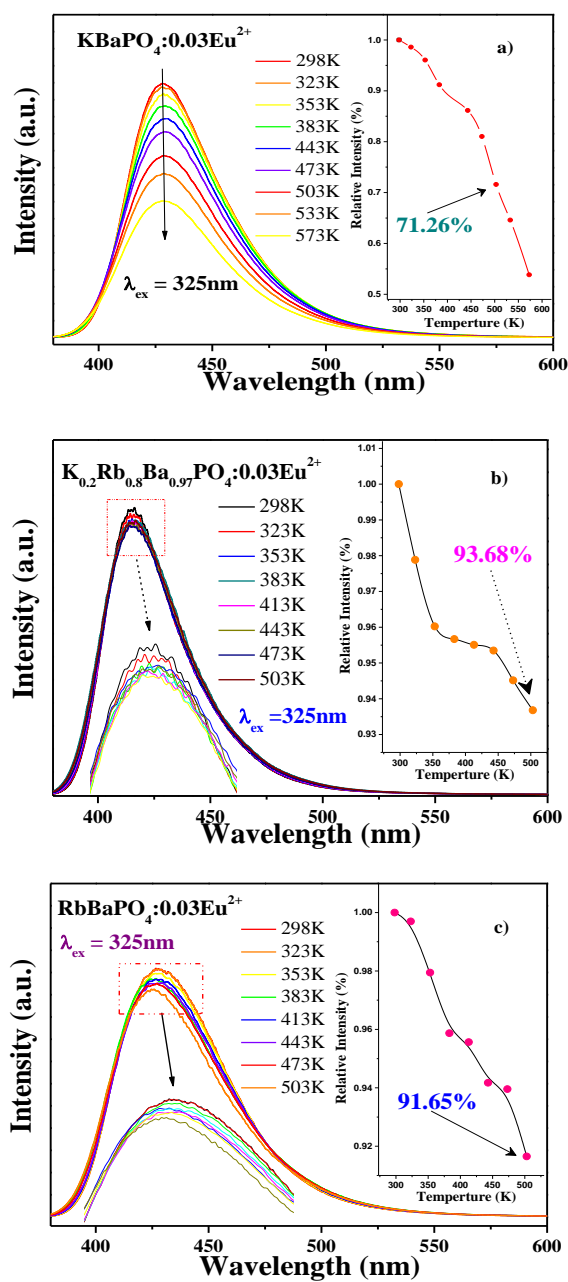 KBaPO₄:0.03Eu²⁺
298K
323K
353K
383K
443K
473K
503K
533K
573K
λex = 325nm
Intensity (a.u.)
400 450 500 550 600
Wavelength (nm)
a)
1.0
0.9
0.8
0.7
0.6
0.5
Relative Intensity (%)
71.26%
300 350 400 450 500 550 600
Temperture (K)
K₀.₂Rb₀.₈Ba₀.₉₇PO₄:0.03Eu²⁺
298K
323K
353K
383K
413K
443K
473K
503K
λex =325nm
Intensity (a.u.)
400 450 500 550 600
Wavelength (nm)
b)
1.01
1.00
0.99
0.98
0.97
0.96
0.95
0.94
0.93
Relative Intensity (%)
93.68%
300 350 400 450 500
Temperture (K)
RbBaPO₄:0.03Eu²⁺
λex = 325nm
298K
323K
353K
383K
413K
443K
473K
503K
Intensity (a.u.)
400 450 500 550 600
Wavelength (nm)
c)
1.00
0.98
0.96
0.94
0.92
Relative Intensity (%)
91.65%
300 350 400 450 500
Temperture (K)